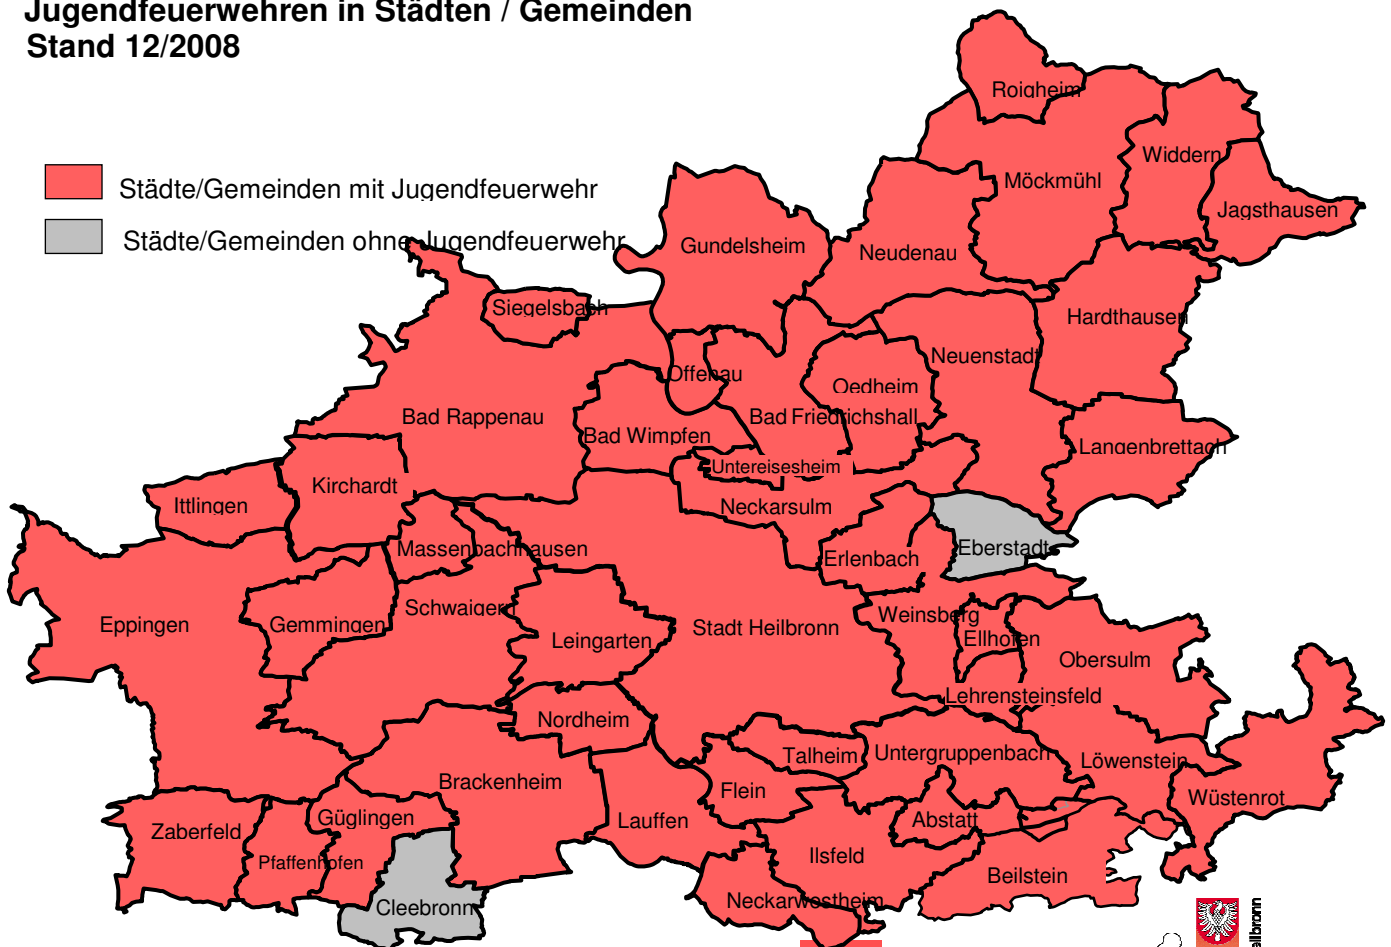 Jugendfeuerwehren in Städten / Gemeinden
Stand 12/2008
Städte/Gemeinden mit Jugendfeuerwehr
Städte/Gemeinden ohne Jugendfeuerwehr
Roigheim
Widdern
Möckmühl
Jagsthausen
Gundelsheim
Neudenau
Siegelsbach
Hardthausen
Neuenstadt
Offenau
Oedheim
Bad Rappenau
Bad Friedrichshall
Bad Wimpfen
Langenbrettach
Untereisesheim
Kirchardt
Ittlingen
Neckarsulm
Massenbachhausen
Erlenbach
Eberstadt
Schwaigern
Weinsberg
Eppingen
Gemmingen
Stadt Heilbronn
Leingarten
Ellhofen
Obersulm
Lehrensteinsfeld
Nordheim
Talheim
Untergruppenbach
Löwenstein
Brackenheim
Flein
Wüstenrot
Güglingen
Lauffen
Abstatt
Zaberfeld
Pfaffenhofen
Ilsfeld
Beilstein
Neckarwestheim
Cleebronn